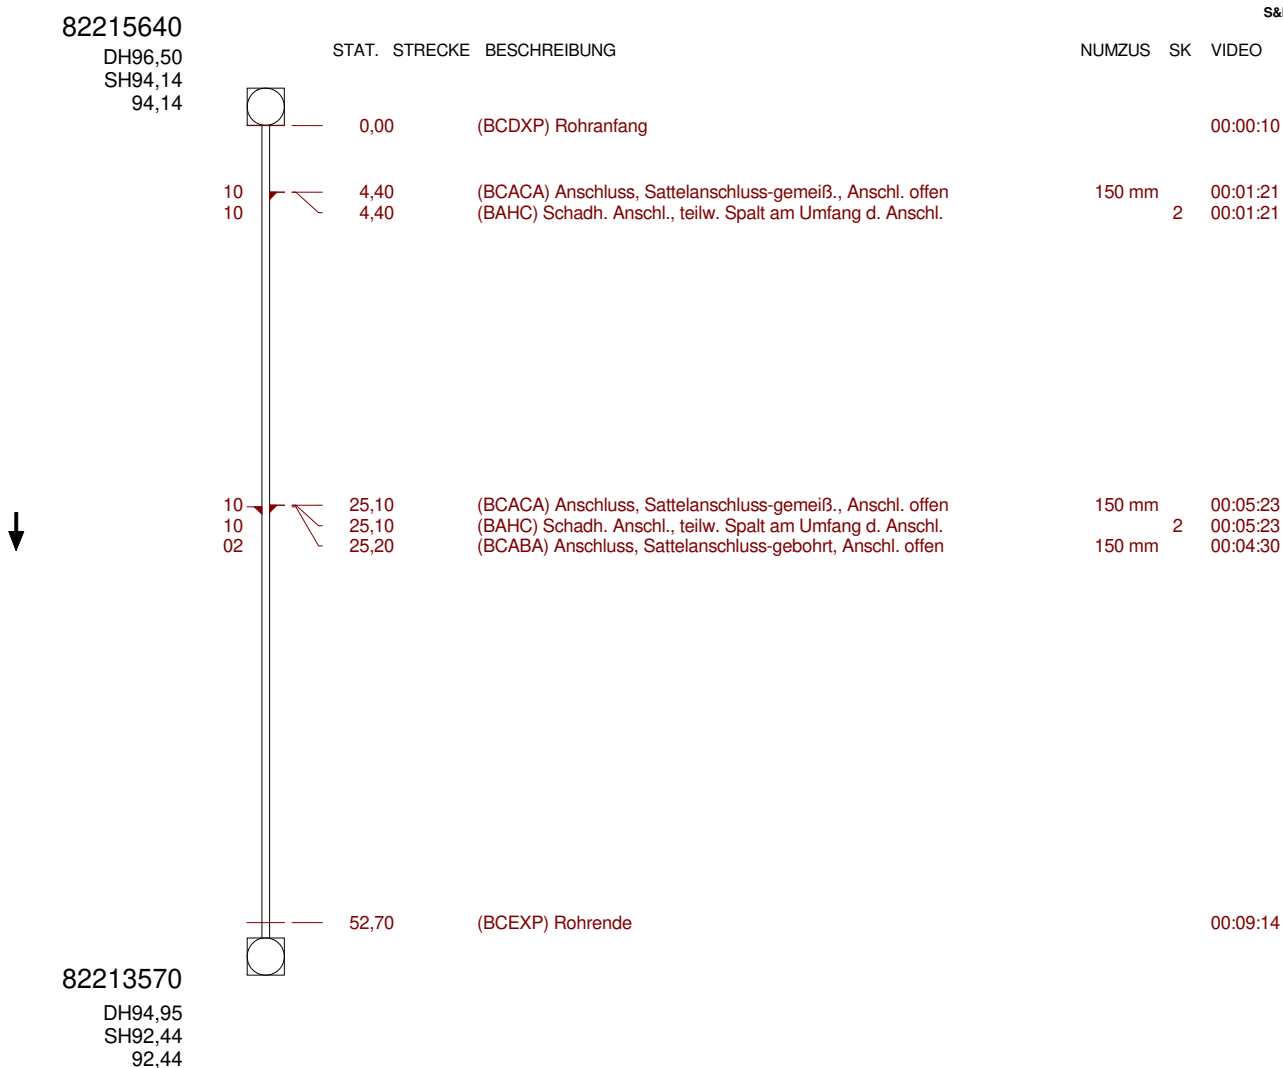 S&
82215640
DH96,50
SH94,14
94,14
STAT. STRECKE BESCHREIBUNG NUMZUS SK VIDEO
0,00 (BCDXP) Rohranfang 00:00:10
10 4,40 (BCACA) Anschluss, Sattelanschluss-gemeiß., Anschl. offen 150 mm 00:01:21
10 4,40 (BAHC) Schadh. Anschl., teilw. Spalt am Umfang d. Anschl. 2 00:01:21
10 25,10 (BCACA) Anschluss, Sattelanschluss-gemeiß., Anschl. offen 150 mm 00:05:23
10 25,10 (BAHC) Schadh. Anschl., teilw. Spalt am Umfang d. Anschl. 2 00:05:23
02 25,20 (BCABA) Anschluss, Sattelanschluss-gebohrt, Anschl. offen 150 mm 00:04:30
52,70 (BCEXP) Rohrende 00:09:14
82213570
DH94,95
SH92,44
92,44